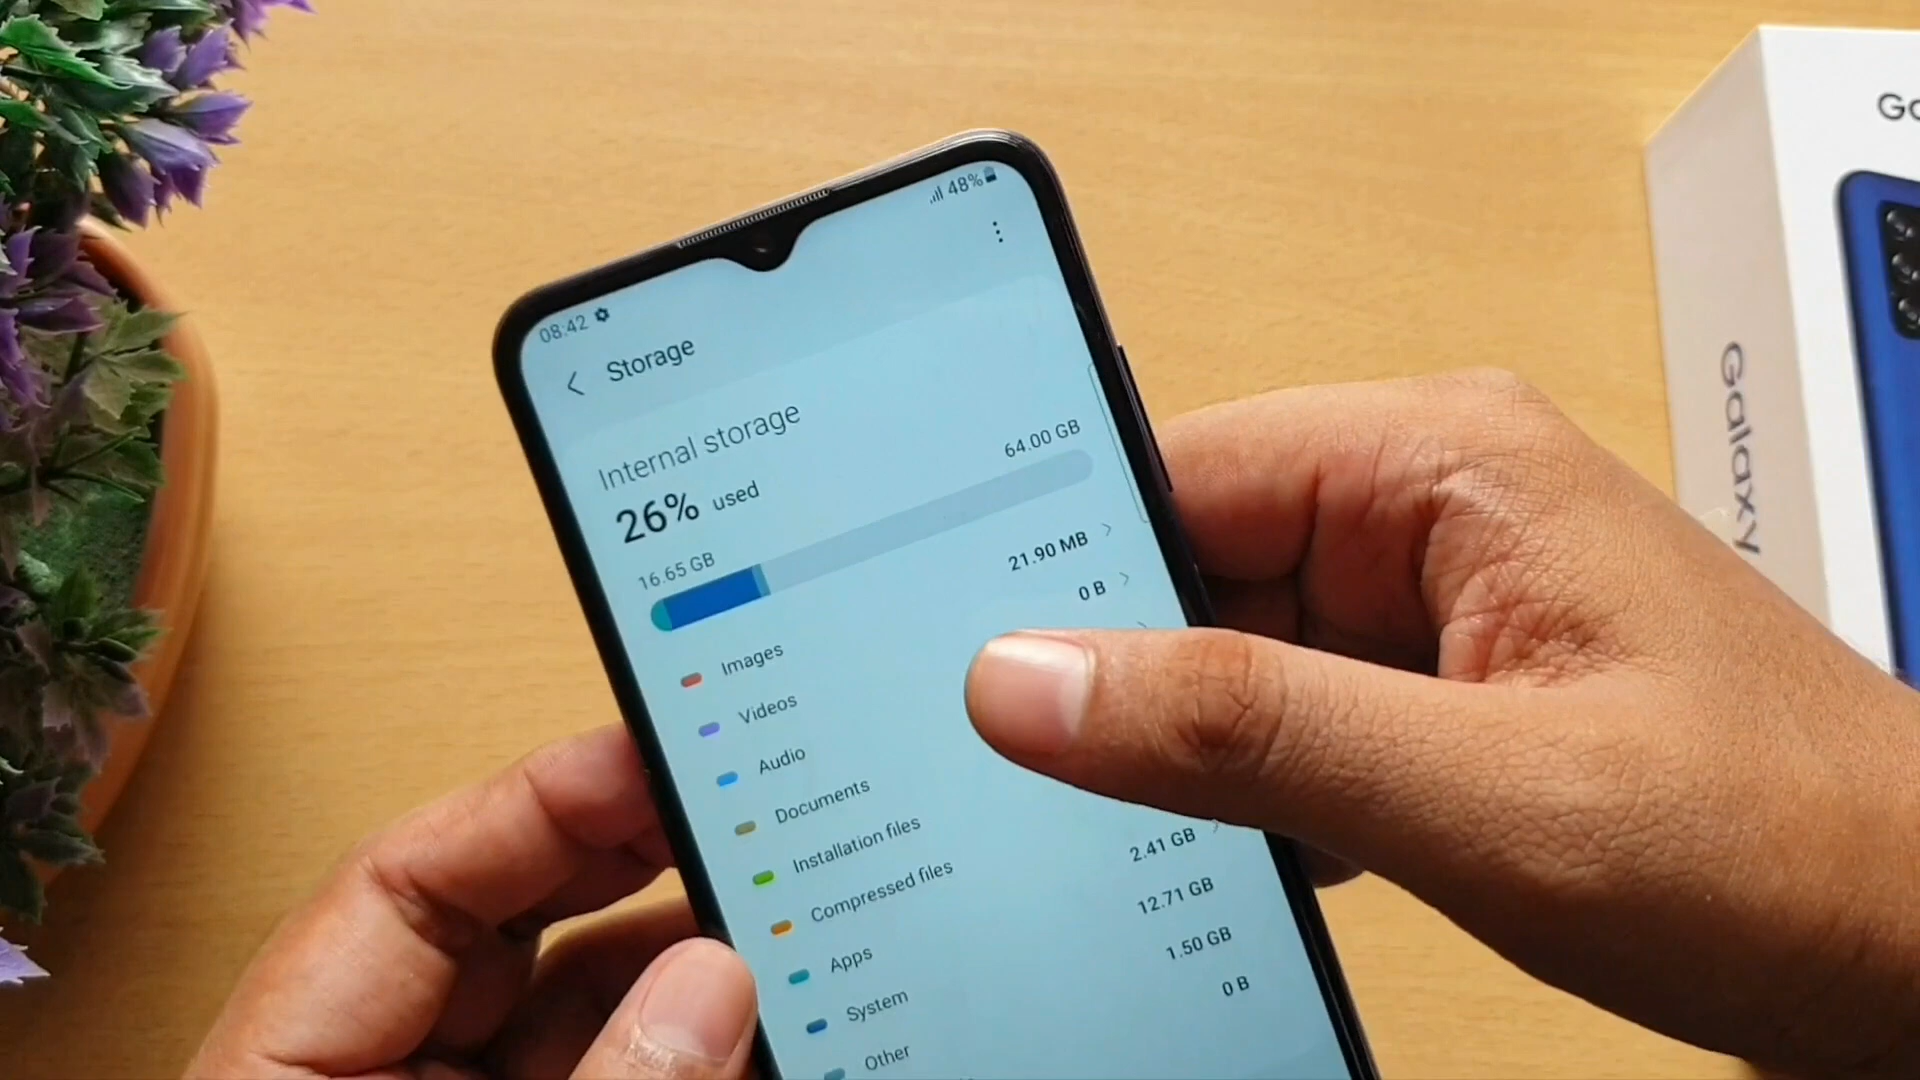 08:42
48%
Storage
Internal storage
26% used
16.65 GB
64.00 GB
Images 21.90 MB
Videos 0 B
Audio
Documents
Installation files
Compressed files
Apps 2.41 GB
System 12.71 GB
Other 1.50 GB
0 B
Galaxy